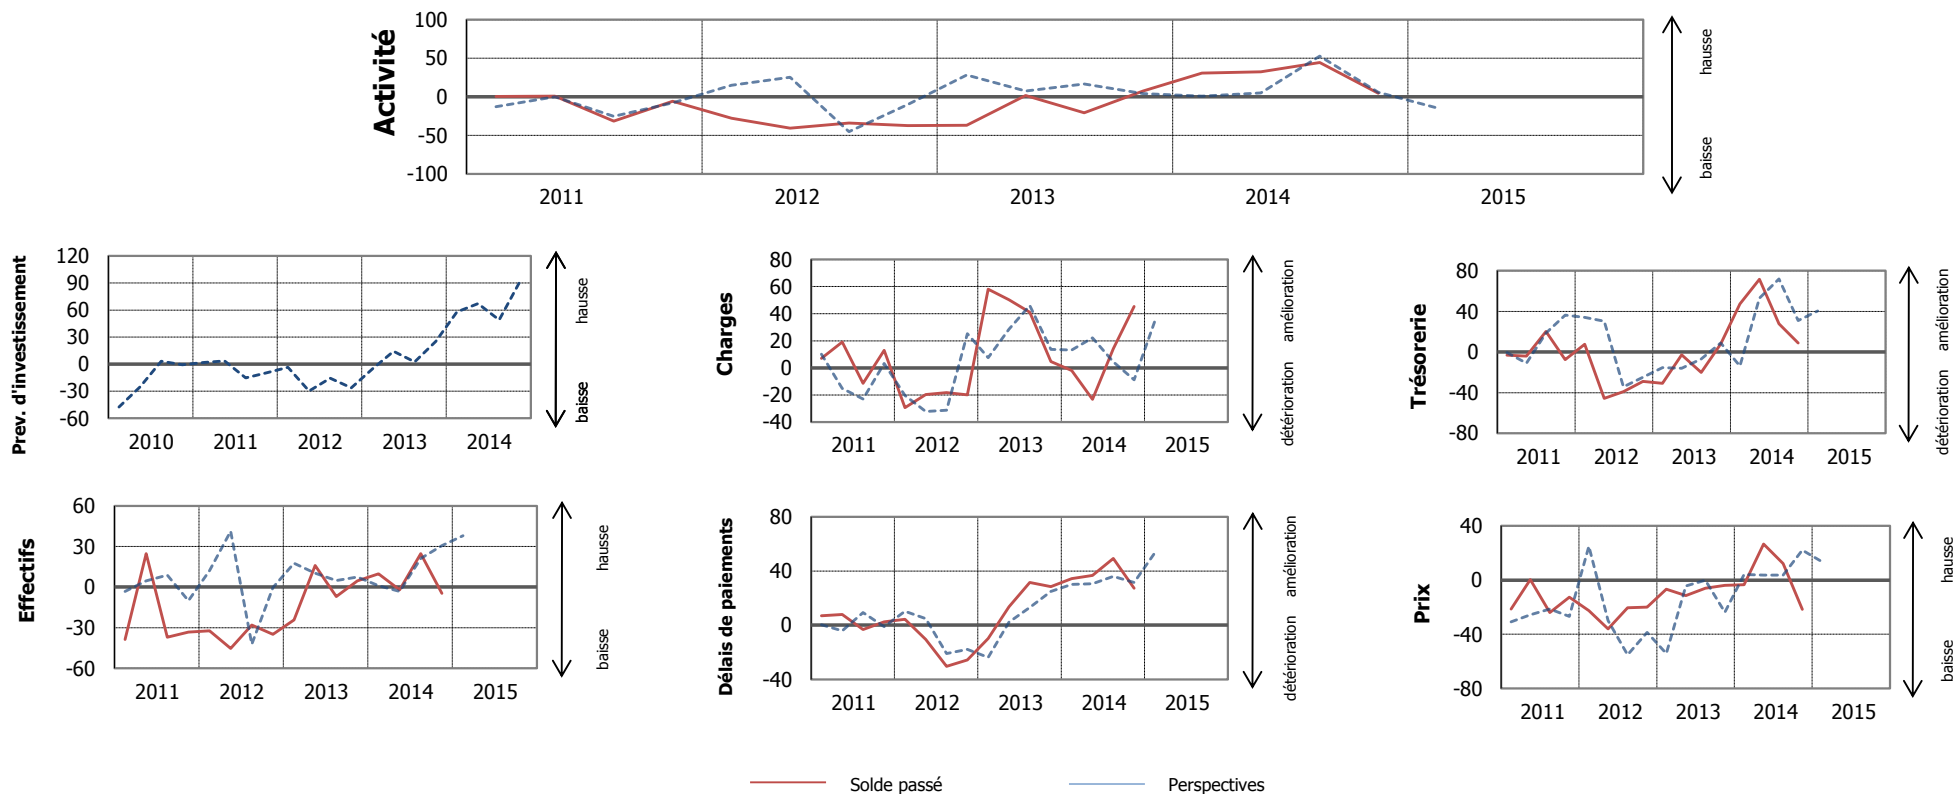 Activité
100
50
0
-50
-100
2011 2012 2013 2014 2015
hausse
baisse
Prev. d'investissement
120
90
60
30
0
-30
-60
2010 2011 2012 2013 2014
hausse
baisse
Charges
80
60
40
20
0
-20
-40
2011 2012 2013 2014 2015
amélioration
détérioration
Trésorerie
80
40
0
-40
-80
2011 2012 2013 2014 2015
amélioration
détérioration
Effectifs
60
30
0
-30
-60
2011 2012 2013 2014 2015
hausse
baisse
Délais de paiements
80
40
0
-40
2011 2012 2013 2014 2015
amélioration
détérioration
Prix
40
0
-40
-80
2011 2012 2013 2014 2015
hausse
baisse
Solde passé Perspectives